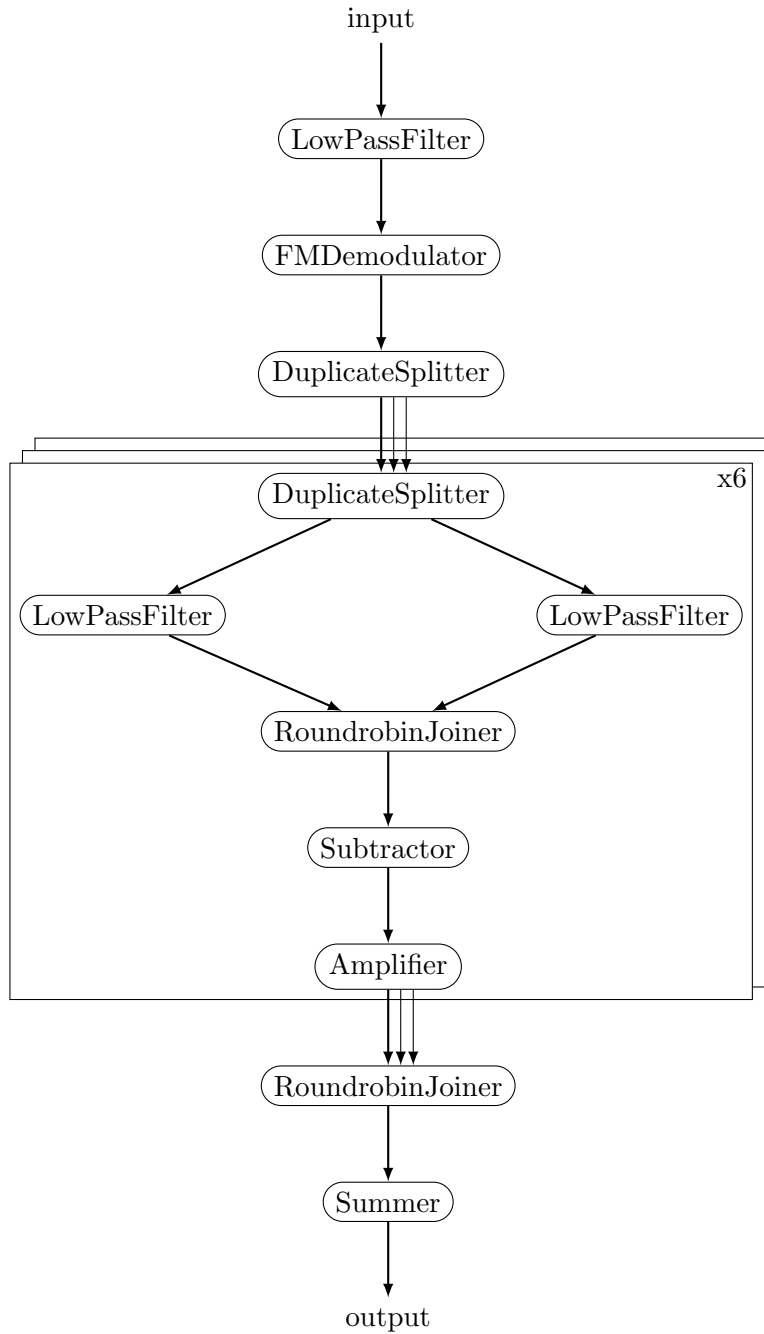 input
LowPassFilter
FMDemodulator
DuplicateSplitter
x6
DuplicateSplitter
LowPassFilter
LowPassFilter
RoundrobinJoiner
Subtractor
Amplifier
RoundrobinJoiner
Summer
output